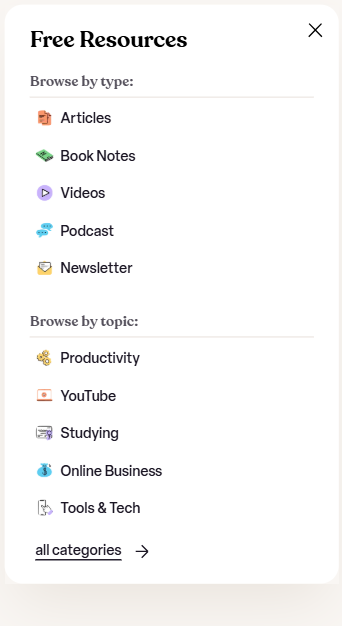 Free Resources
Browse by type:
Articles
Book Notes
Videos
Podcast
Newsletter
Browse by topic:
Productivity
YouTube
Studying
Online Business
Tools & Tech
all categories